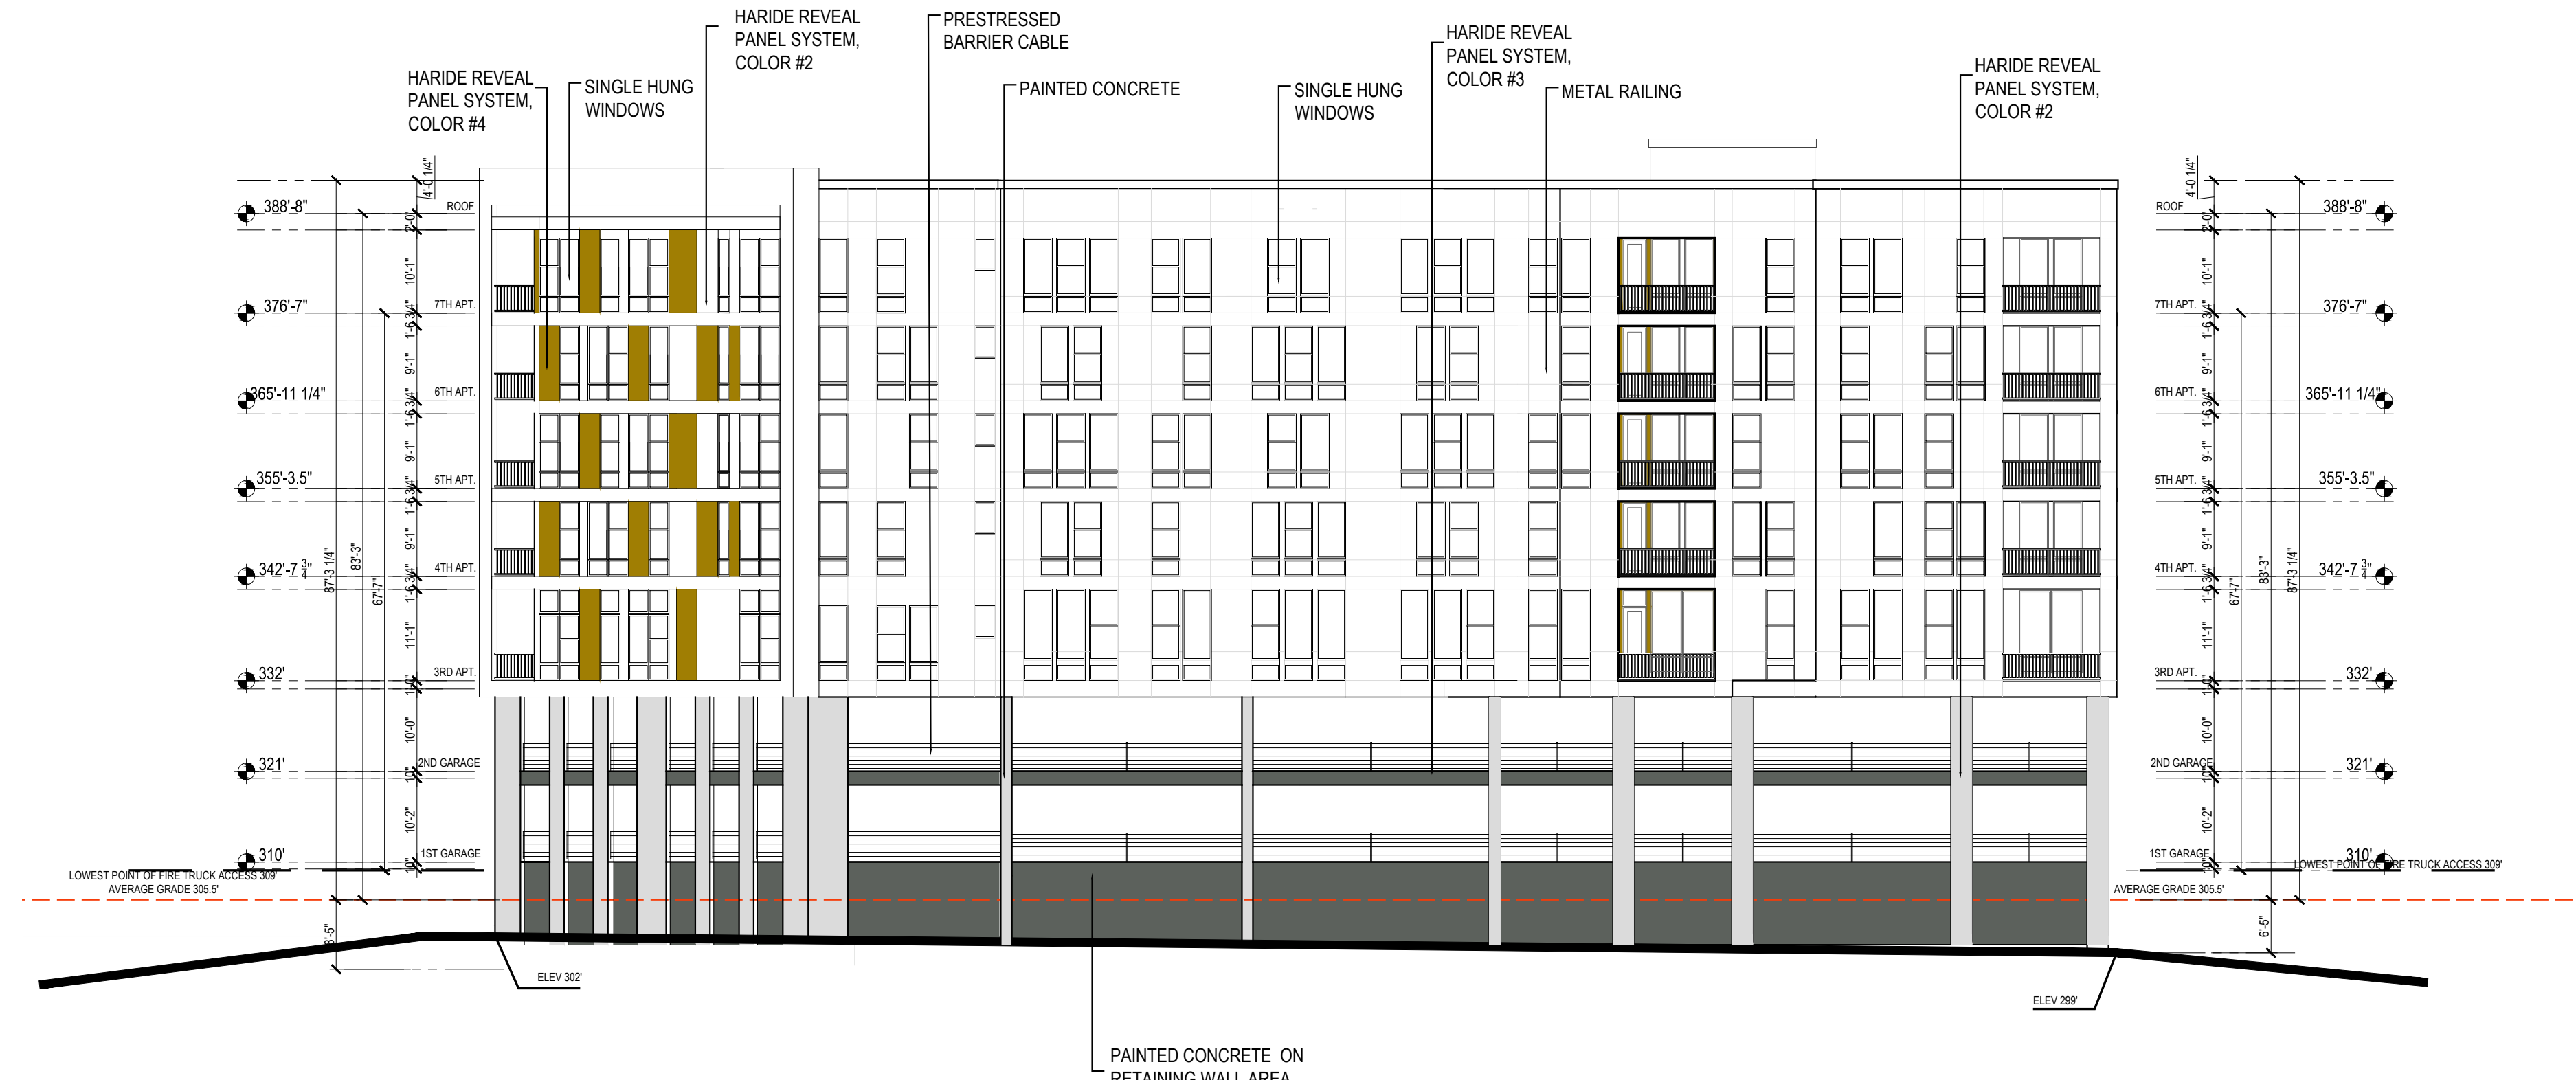 HARIDE REVEAL
PANEL SYSTEM,
COLOR #4
SINGLE HUNG
WINDOWS
HARIDE REVEAL
PANEL SYSTEM,
COLOR #2
PRESTRESSED
BARRIER CABLE
PAINTED CONCRETE
SINGLE HUNG
WINDOWS
HARIDE REVEAL
PANEL SYSTEM,
COLOR #3
METAL RAILING
HARIDE REVEAL
PANEL SYSTEM,
COLOR #2
388'-8"
376'-7"
365'-11 1/4"
355'-3.5"
342'-7 3/4"
332'
321'
310'
ROOF
7TH APT.
6TH APT.
5TH APT.
4TH APT.
3RD APT.
2ND GARAGE
1ST GARAGE
4'-0 1/4"
2'-0"
10'-1"
1'-6 3/4"
9'-1"
1'-6 3/4"
9'-1"
1'-6 3/4"
9'-1"
1'-6 3/4"
11'-1"
1'-0"
10'-0"
10"
10'-2"
10"
87'-3 1/4"
83'-3"
67'-7"
8'-5"
LOWEST POINT OF FIRE TRUCK ACCESS 309'
AVERAGE GRADE 305.5'
ELEV 302'
ROOF
7TH APT.
6TH APT.
5TH APT.
4TH APT.
3RD APT.
2ND GARAGE
1ST GARAGE
4'-0 1/4"
2'-0"
10'-1"
1'-6 3/4"
9'-1"
1'-6 3/4"
9'-1"
1'-6 3/4"
9'-1"
1'-6 3/4"
11'-1"
1'-0"
10'-0"
10"
10'-2"
10"
67'-7"
83'-3"
87'-3 1/4"
6'-5"
388'-8"
376'-7"
365'-11 1/4"
355'-3.5"
342'-7 3/4"
332'
321'
310'
LOWEST POINT OF FIRE TRUCK ACCESS 309'
AVERAGE GRADE 305.5'
ELEV 299'
PAINTED CONCRETE ON
RETAINING WALL AREA